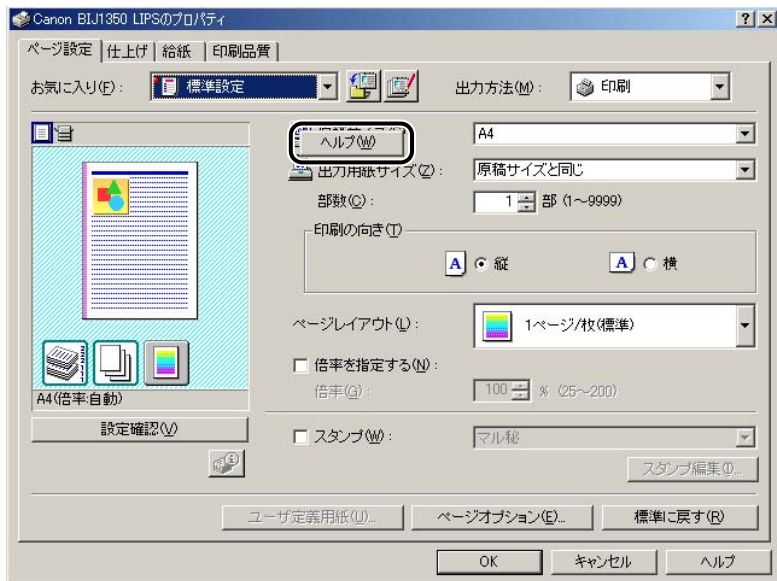 Canon BIJ1350 LIPSのプロパティ
ページ設定 仕上げ 給紙 印刷品質
お気に入り(F): 標準設定 出力方法(M): 印刷
A4
ヘルプ(W)
出力用紙サイズ(Z): 原稿サイズと同じ
部数(C): 1 部 (1~9999)
印刷の向き(T)
A 縦 A 横
ページレイアウト(L): 1ページ/枚(標準)
倍率を指定する(N):
倍率(G): 100 % (25~200)
A4(倍率:自動)
設定確認(V)
スタンプ(W): マル秘
スタンプ編集(I)...
ユーザ定義用紙(U)... ページオプション(E)... 標準に戻す(R)
OK キャンセル ヘルプ